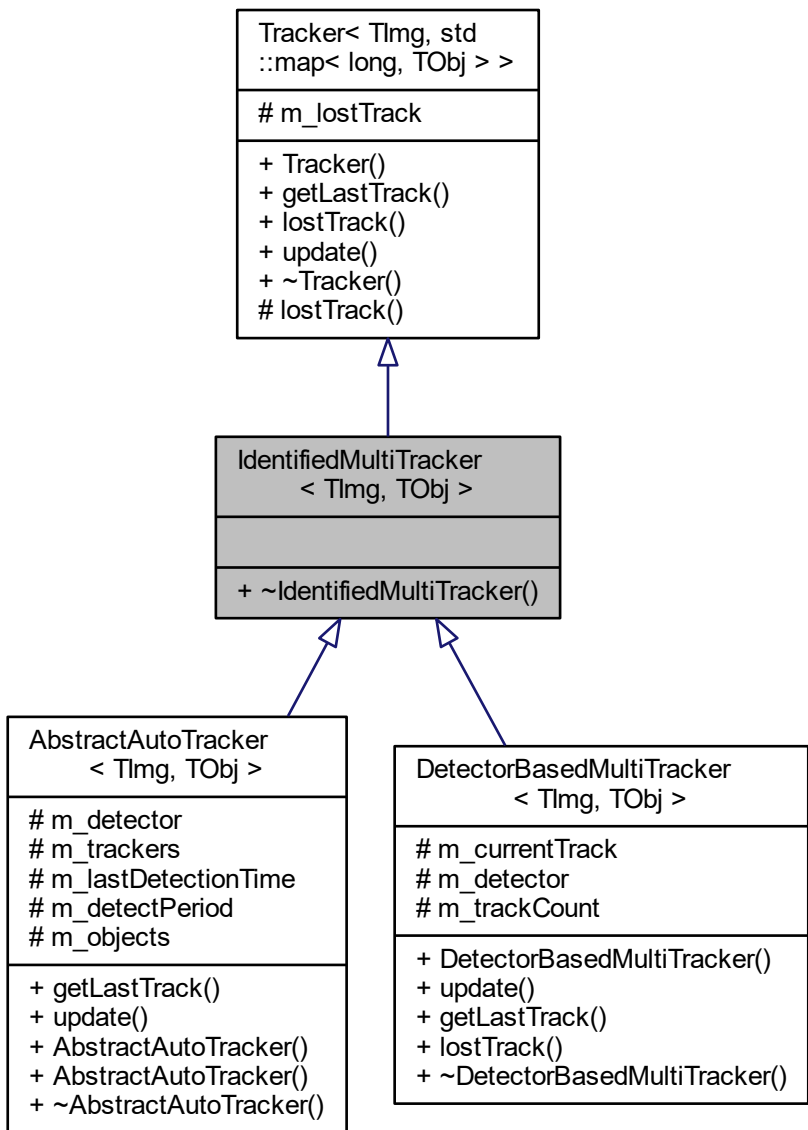 Tracker< TImg, std
::map< long, TObj > >
# m_lostTrack
+ Tracker()
+ getLastTrack()
+ lostTrack()
+ update()
+ ~Tracker()
# lostTrack()
IdentifiedMultiTracker
< TImg, TObj >
+ ~IdentifiedMultiTracker()
AbstractAutoTracker
< TImg, TObj >
# m_detector
# m_trackers
# m_lastDetectionTime
# m_detectPeriod
# m_objects
+ getLastTrack()
+ update()
+ AbstractAutoTracker()
+ AbstractAutoTracker()
+ ~AbstractAutoTracker()
DetectorBasedMultiTracker
< TImg, TObj >
# m_currentTrack
# m_detector
# m_trackCount
+ DetectorBasedMultiTracker()
+ update()
+ getLastTrack()
+ lostTrack()
+ ~DetectorBasedMultiTracker()